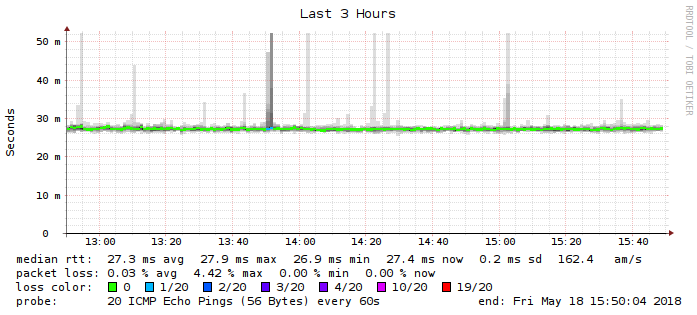 Last 3 Hours
RRDTOOL / TOBI OETIKER
Seconds
50 m
40 m
30 m
20 m
10 m
0
13:00 13:20 13:40 14:00 14:20 14:40 15:00 15:20 15:40
median rtt: 27.3 ms avg 27.9 ms max 26.9 ms min 27.4 ms now 0.2 ms sd 162.4 am/s
packet loss: 0.03 % avg 4.42 % max 0.00 % min 0.00 % now
loss color: 0 1/20 2/20 3/20 4/20 10/20 19/20
probe: 20 ICMP Echo Pings (56 Bytes) every 60s end: Fri May 18 15:50:04 2018